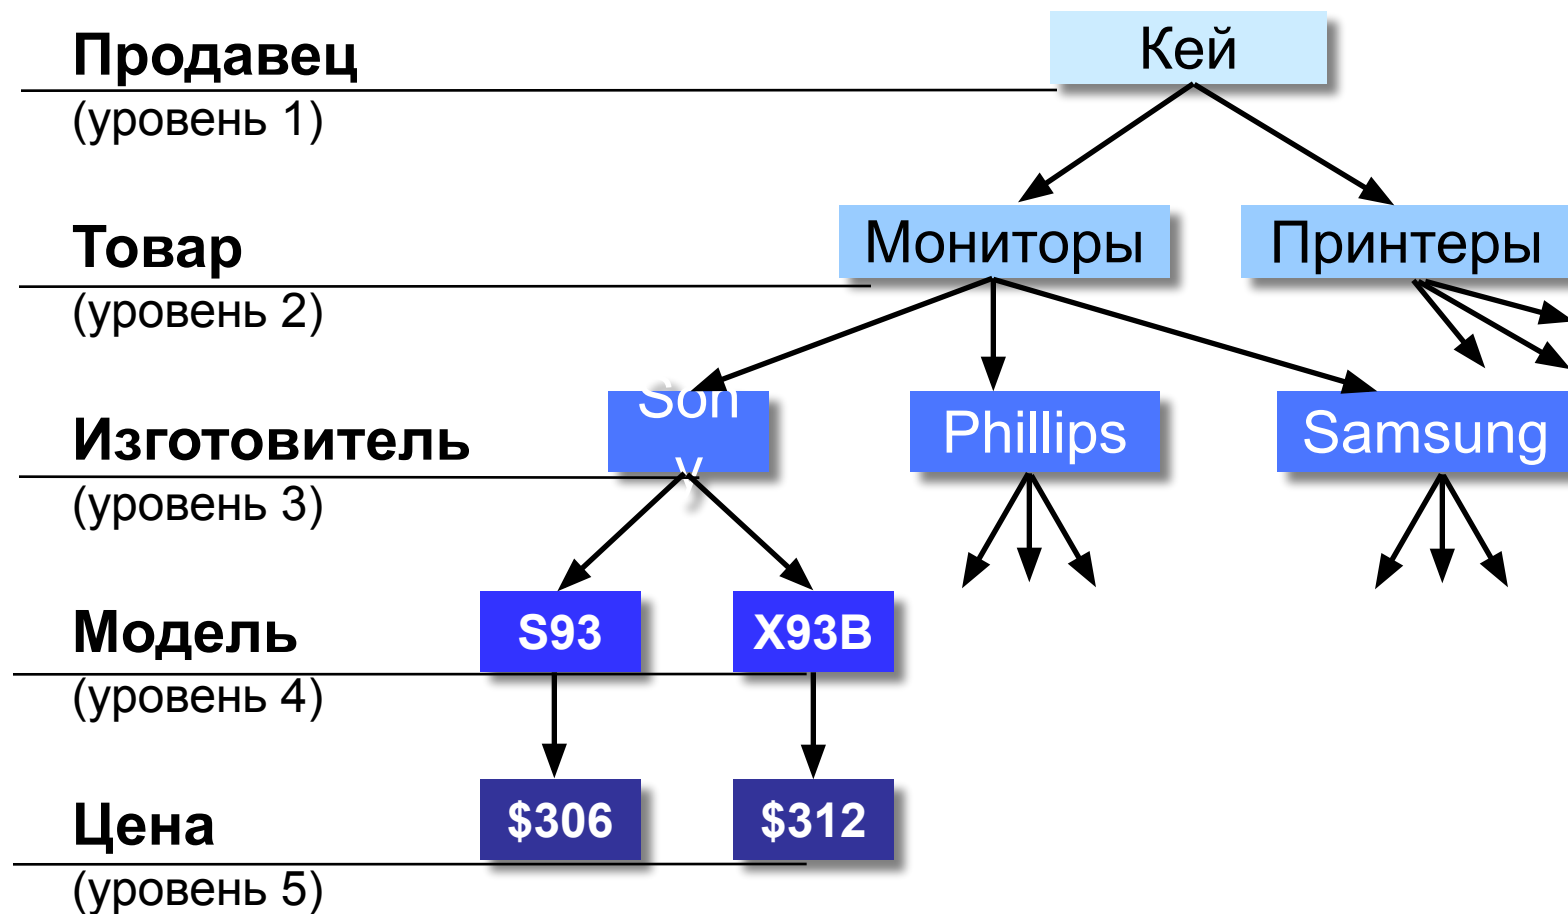 Продавец
(уровень 1)
Кей
Товар
(уровень 2)
Мониторы
Принтеры
Изготовитель
(уровень 3)
Son
y
Phillips
Samsung
Модель
(уровень 4)
S93
X93B
Цена
(уровень 5)
$306
$312